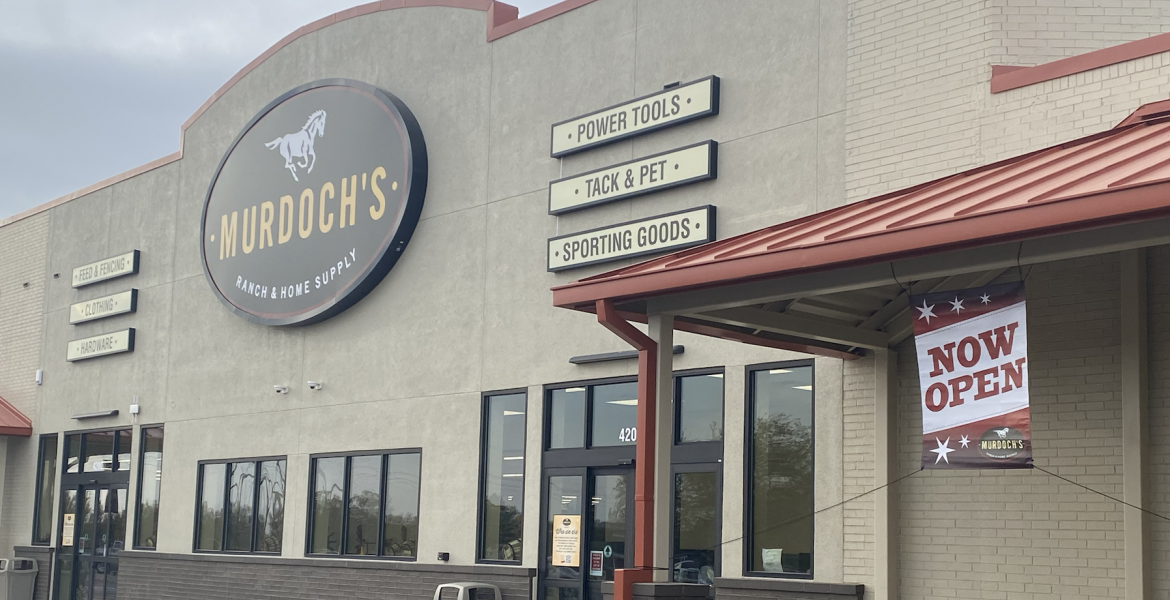 MURDOCH'S
RANCH & HOME SUPPLY
FEED & FENCING
CLOTHING
HARDWARE
POWER TOOLS
TACK & PET
SPORTING GOODS
420
NOW
OPEN
MURDOCH'S